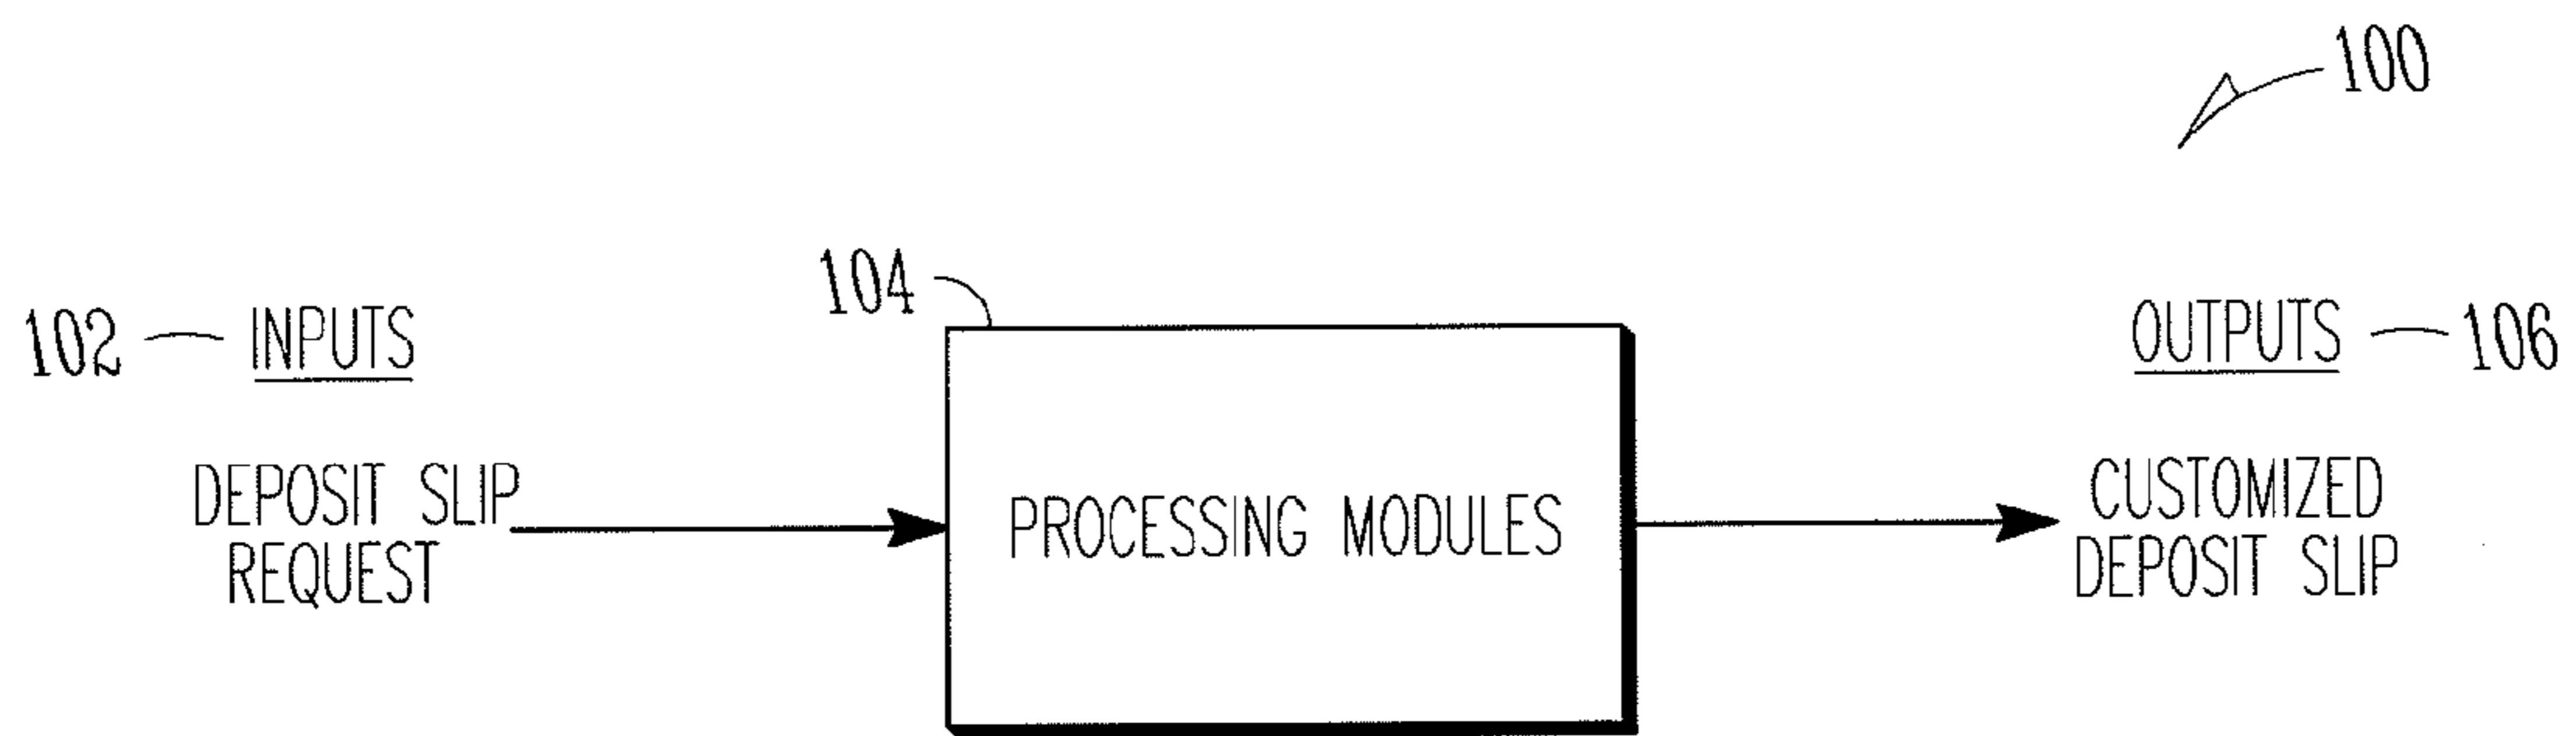 100
104
102 INPUTS
OUTPUTS 106
DEPOSIT SLIP
REQUEST
PROCESSING MODULES
CUSTOMIZED
DEPOSIT SLIP